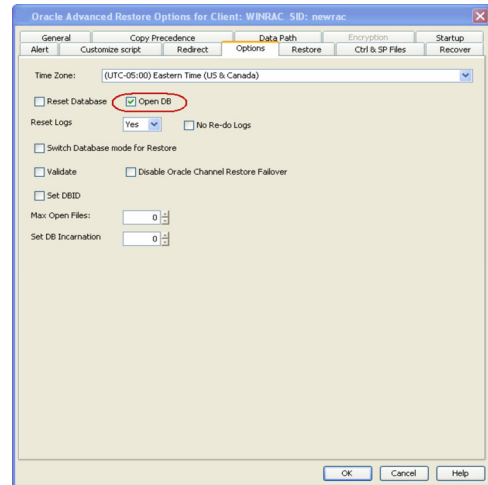 Oracle Advanced Restore Options for Client: WINRAC SID: newrac
General Copy Precedence Data Path Encryption Startup
Alert Customize script Redirect Options Restore Ctrl & SP Files Recover
Time Zone: (UTC-05:00) Eastern Time (US & Canada)
Reset Database Open DB
Reset Logs Yes No Re-do Logs
Switch Database mode for Restore
Validate Disable Oracle Channel Restore Failover
Set DBID
Max Open Files: 0
Set DB Incarnation 0
OK Cancel Help